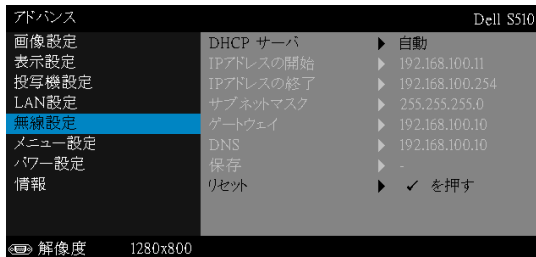 アドバンス Dell S510
画像設定 DHCP サーバ 自動
表示設定 IPアドレスの開始 192.168.100.11
投写機設定 IPアドレスの終了 192.168.100.254
LAN設定 サブネットマスク 255.255.255.0
無線設定 ゲートウェイ 192.168.100.10
メニュー設定 DNS 192.168.100.10
パワー設定 保存 -
情報 リセット ✓ を押す
解像度 1280x800